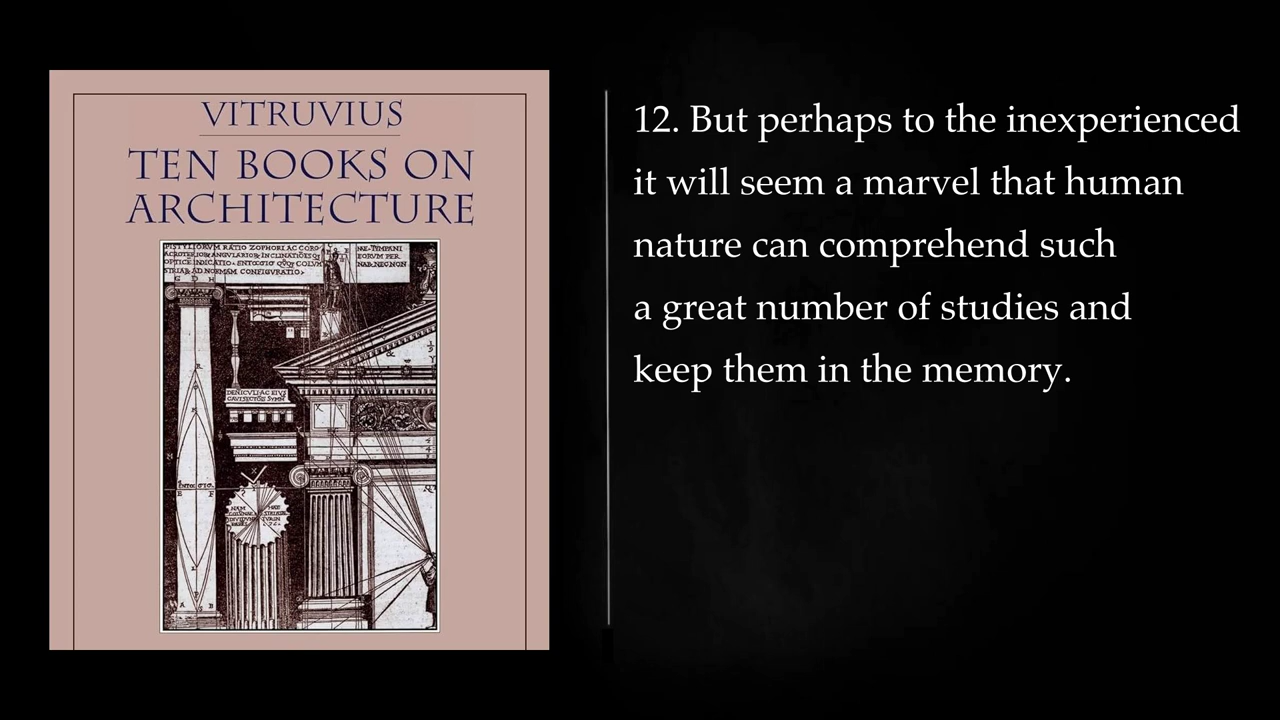 VITRUVIUS
TEN BOOKS ON
ARCHITECTURE
12. But perhaps to the inexperienced
it will seem a marvel that human
nature can comprehend such
a great number of studies and
keep them in the memory.